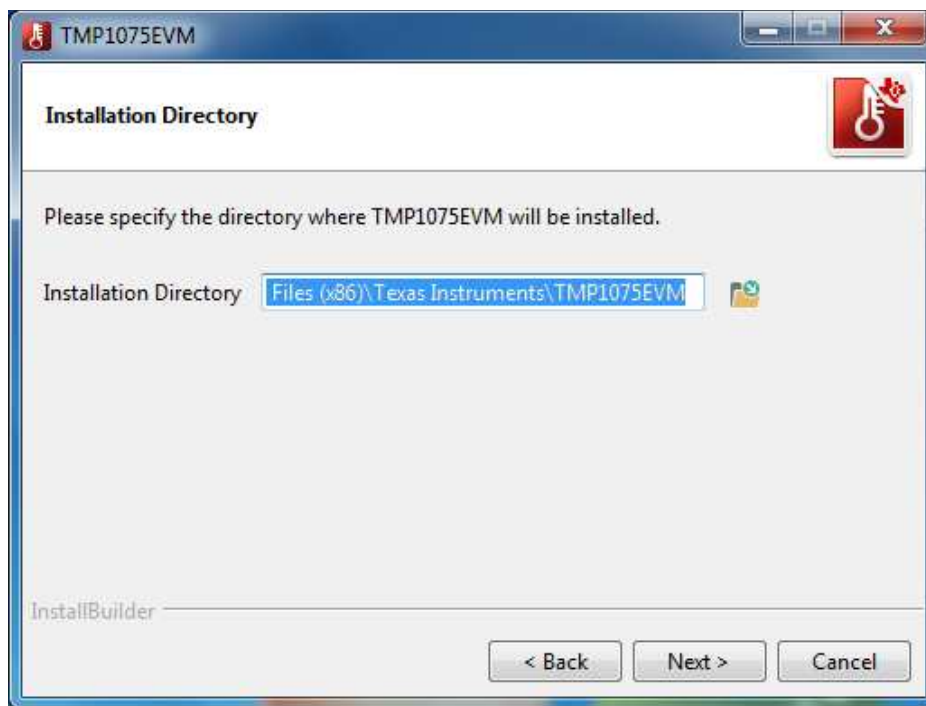 TMP1075EVM
Installation Directory
Please specify the directory where TMP1075EVM will be installed.
Installation Directory Files (x86)\Texas Instruments\TMP1075EVM
InstallBuilder
< Back Next > Cancel